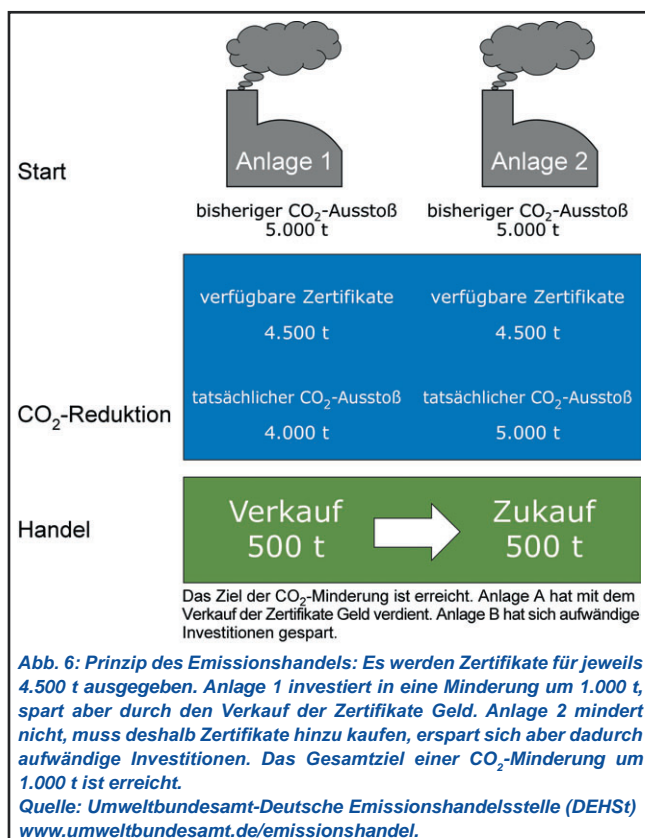 Anlage 1 Anlage 2
Start
bisheriger CO₂-Ausstoß bisheriger CO₂-Ausstoß
5.000 t 5.000 t
verfügbare Zertifikate verfügbare Zertifikate
4.500 t 4.500 t
tatsächlicher CO₂-Ausstoß tatsächlicher CO₂-Ausstoß
CO₂-Reduktion
4.000 t 5.000 t
Verkauf Zukauf
Handel
500 t 500 t
Das Ziel der CO₂-Minderung ist erreicht. Anlage A hat mit dem
Verkauf der Zertifikate Geld verdient. Anlage B hat sich aufwändige
Investitionen gespart.
Abb. 6: Prinzip des Emissionshandels: Es werden Zertifikate für jeweils
4.500 t ausgegeben. Anlage 1 investiert in eine Minderung um 1.000 t,
spart aber durch den Verkauf der Zertifikate Geld. Anlage 2 mindert
nicht, muss deshalb Zertifikate hinzu kaufen, erspart sich aber dadurch
aufwändige Investitionen. Das Gesamtziel einer CO₂-Minderung um
1.000 t ist erreicht.
Quelle: Umweltbundesamt-Deutsche Emissionshandelsstelle (DEHSt)
www.umweltbundesamt.de/emissionshandel.